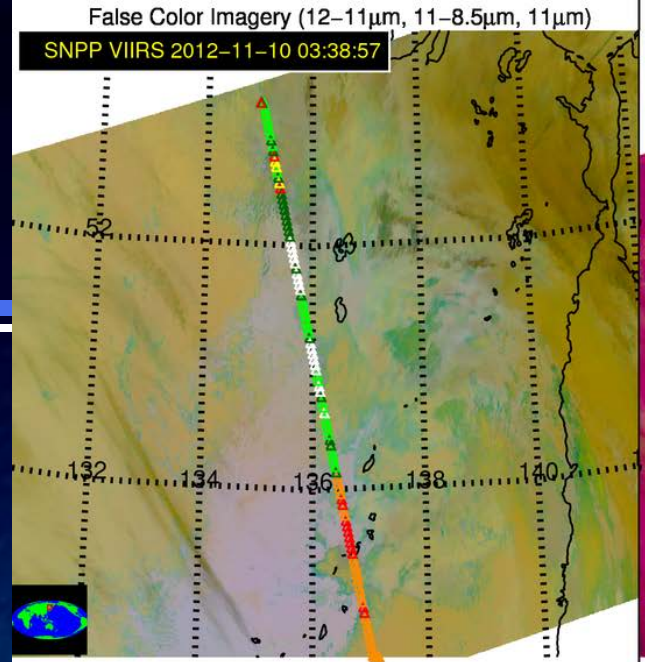 False Color Imagery (12−11μm, 11−8.5μm, 11μm)
SNPP VIIRS 2012−11−10 03:38:57
52
132 134 136 138 140